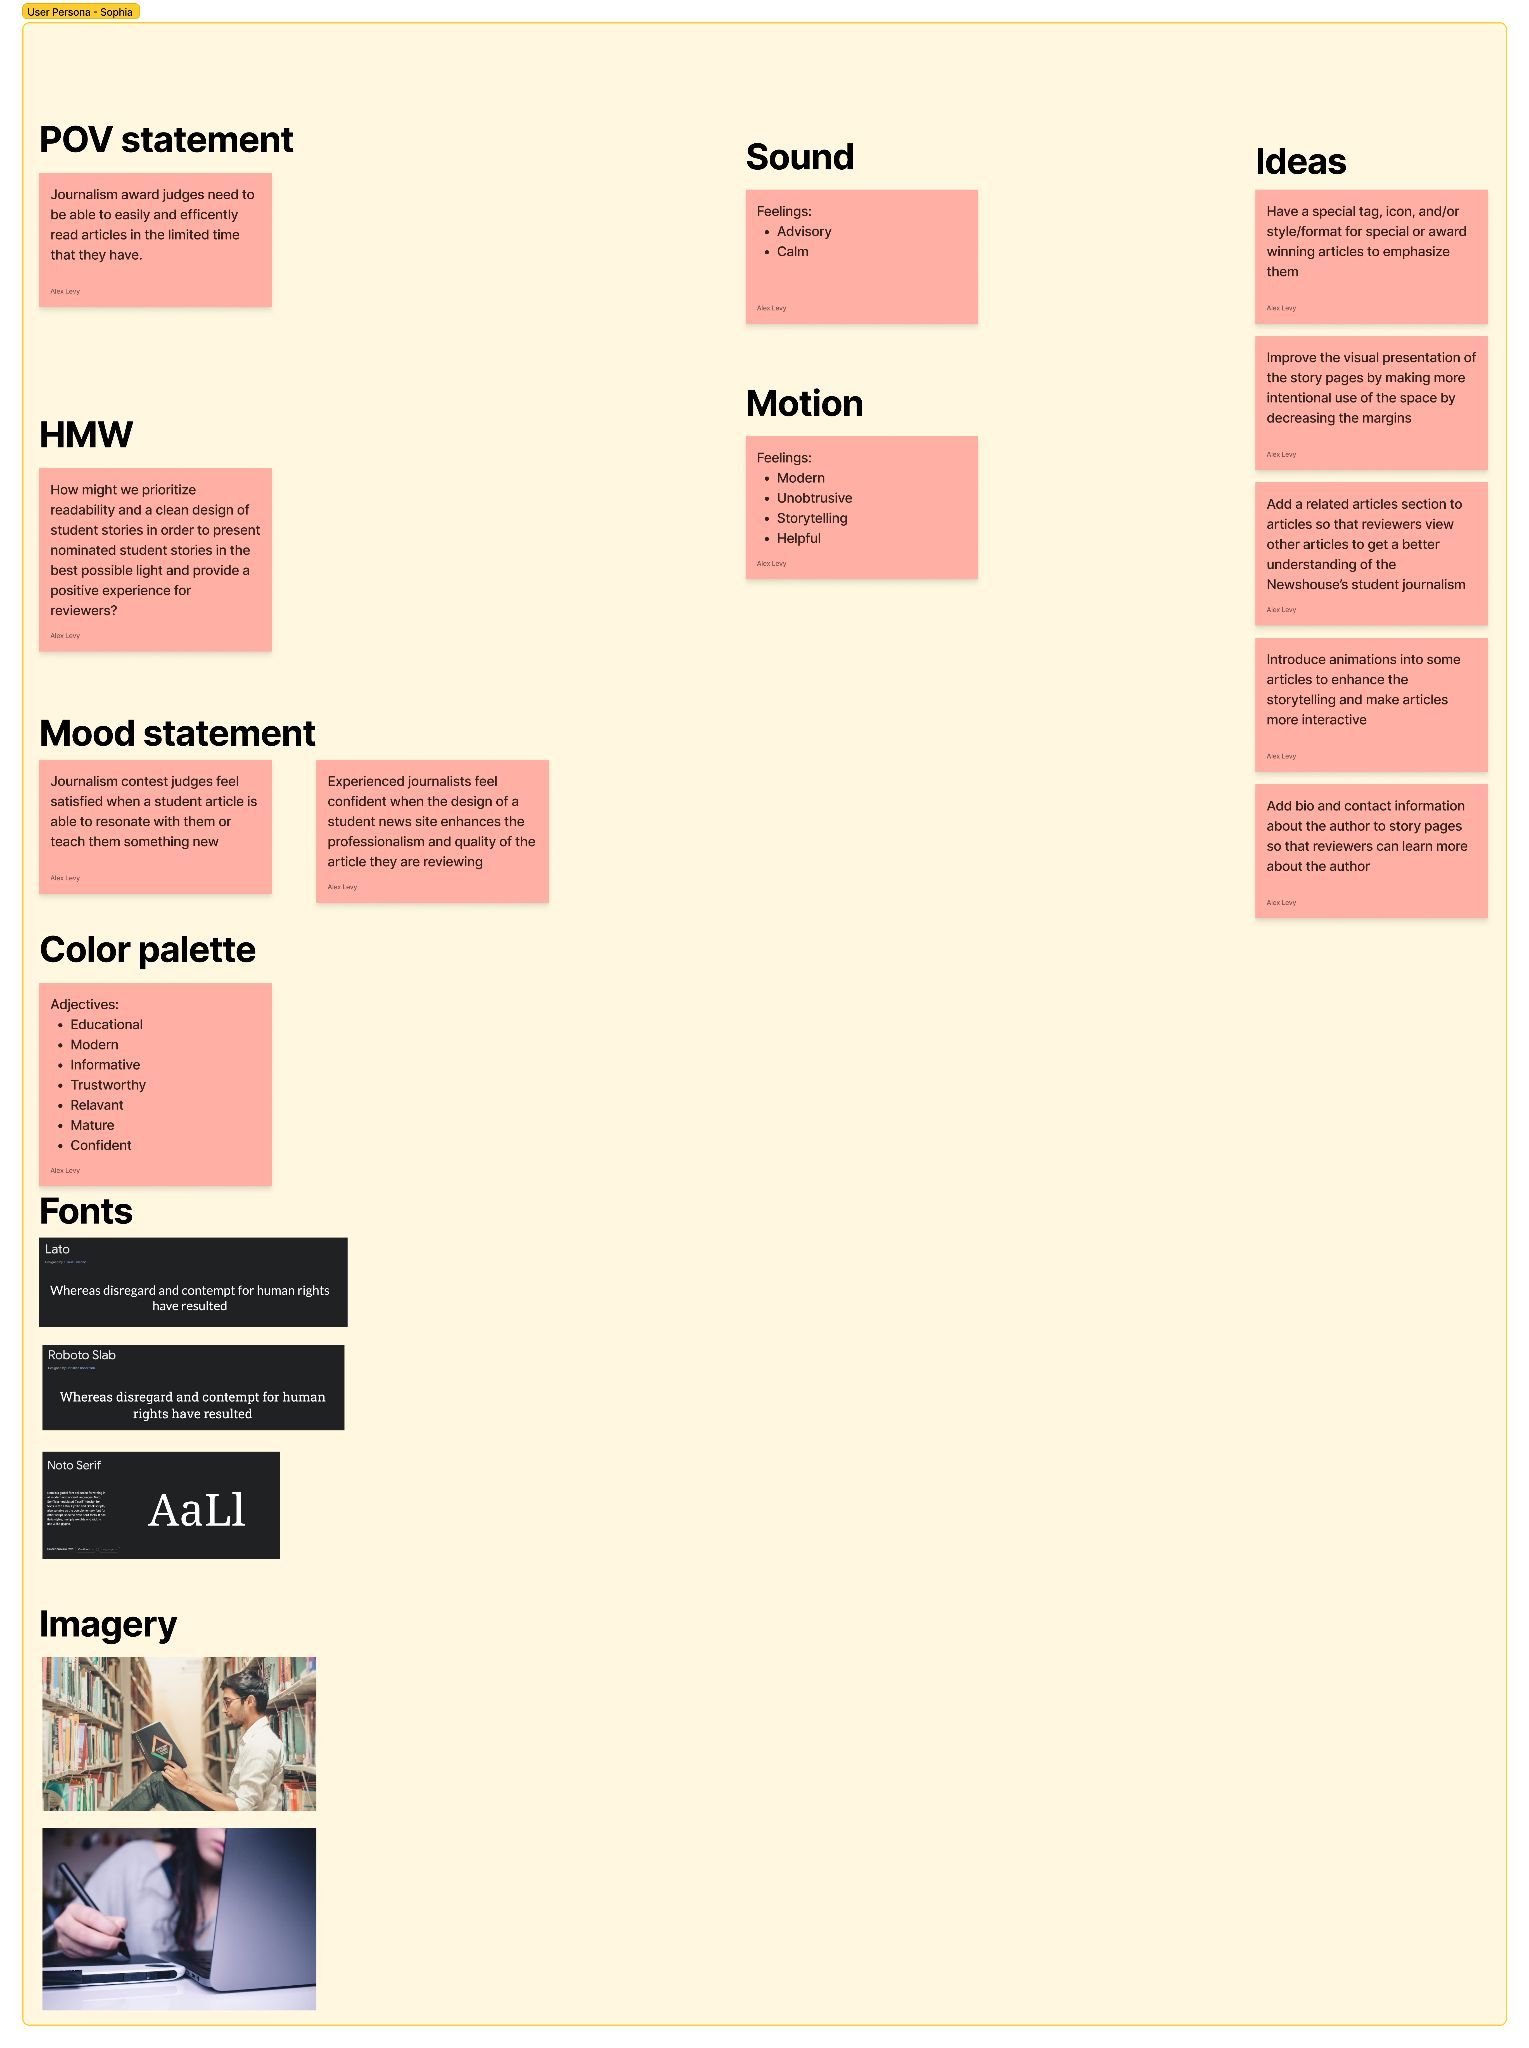 User Persona - Sophia
POV statement
Journalism award judges need to
be able to easily and efficently
read articles in the limited time
that they have.
Alex Levy
HMW
How might we prioritize
readability and a clean design of
student stories in order to present
nominated student stories in the
best possible light and provide a
positive experience for
reviewers?
Alex Levy
Mood statement
Journalism contest judges feel
satisfied when a student article is
able to resonate with them or
teach them something new
Alex Levy
Experienced journalists feel
confident when the design of a
student news site enhances the
professionalism and quality of the
article they are reviewing
Alex Levy
Color palette
Adjectives:
• Educational
• Modern
• Informative
• Trustworthy
• Relavant
• Mature
• Confident
Alex Levy
Fonts
Lato
Whereas disregard and contempt for human rights
have resulted
Roboto Slab
Whereas disregard and contempt for human
rights have resulted
Noto Serif
AaLl
Imagery
Sound
Feelings:
• Advisory
• Calm
Alex Levy
Motion
Feelings:
• Modern
• Unobtrusive
• Storytelling
• Helpful
Alex Levy
Ideas
Have a special tag, icon, and/or
style/format for special or award
winning articles to emphasize
them
Alex Levy
Improve the visual presentation of
the story pages by making more
intentional use of the space by
decreasing the margins
Alex Levy
Add a related articles section to
articles so that reviewers view
other articles to get a better
understanding of the
Newshouse's student journalism
Alex Levy
Introduce animations into some
articles to enhance the
storytelling and make articles
more interactive
Alex Levy
Add bio and contact information
about the author to story pages
so that reviewers can learn more
about the author
Alex Levy